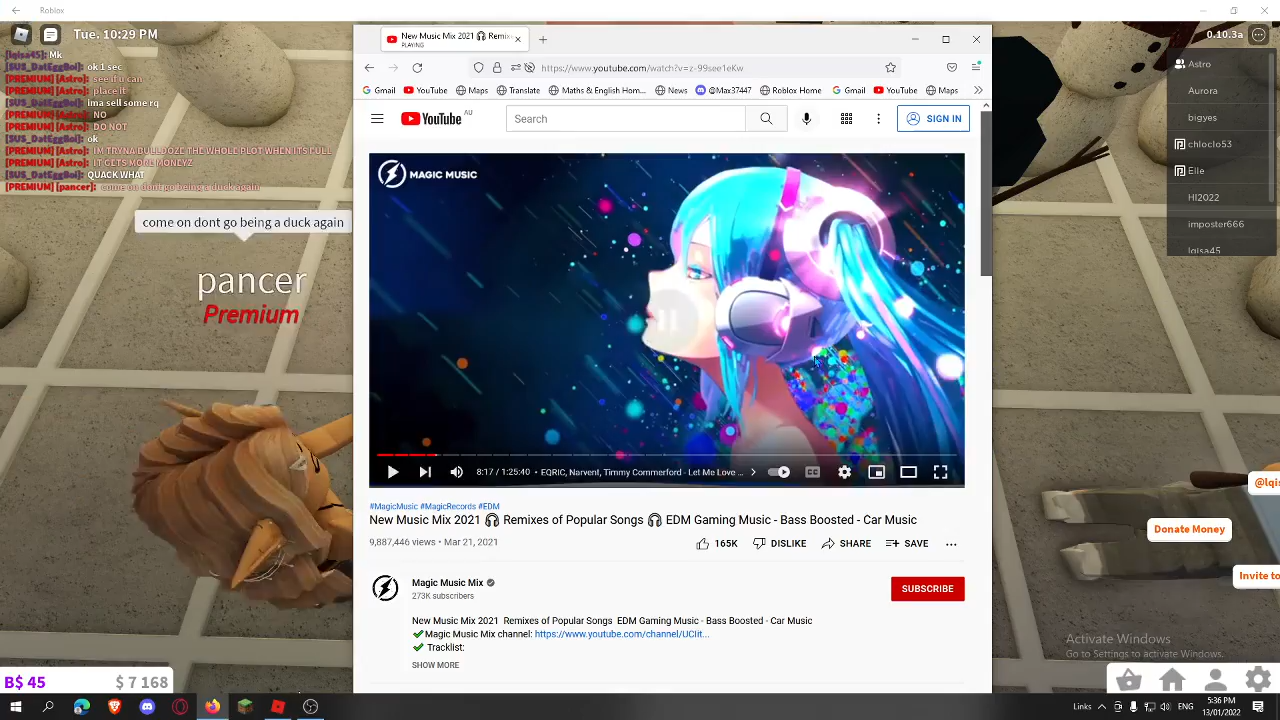 Roblox
Tue. 10:29 PM
0.10.3a
[lqisa45]: Mk
[SUS_DatEggBoi]: ok 1 sec
[PREMIUM] [Astro]: see if u can
[PREMIUM] [Astro]: place it
[SUS_DatEggBoi]: ima sell some rq
[PREMIUM] [Astro]: NO
[PREMIUM] [Astro]: DO NOT
[SUS_DatEggBoi]: ok
[PREMIUM] [Astro]: IM TRYNA BULLDOZE THE WHOLE PLOT WHEN ITS FULL
[PREMIUM] [Astro]: IT GETS MORE MONEYZ
[SUS_DatEggBoi]: QUACK WHAT
[PREMIUM] [pancer]: come on dont go being a duck again
come on dont go being a duck again
pancer
Premium
New Music Mix 2021 🎧 Remix
PLAYING
https://www.youtube.com/watch?v=z-99see1eKw
Gmail YouTube Maps Translate Maths & English Hom... News @Max37447 Roblox Home Gmail YouTube Maps
YouTube AU
Search
SIGN IN
MAGIC MUSIC
8:17 / 1:25:40 • EQRIC, Narvent, Timmy Commerford - Let Me Love ...
#MagicMusic #MagicRecords #EDM
New Music Mix 2021 🎧 Remixes of Popular Songs 🎧 EDM Gaming Music - Bass Boosted - Car Music
9,887,446 views • Mar 21, 2021
165K DISLIKE SHARE SAVE
Magic Music Mix
273K subscribers
SUBSCRIBE
New Music Mix 2021 Remixes of Popular Songs EDM Gaming Music - Bass Boosted - Car Music
✔Magic Music Mix channel: https://www.youtube.com/channel/UCIit...
✔ Tracklist:
SHOW MORE
Astro
Aurora
bigyes
chloclo53
Elle
HI2022
imposter666
lqisa45
@lqis
Donate Money
Invite to
Activate Windows
Go to Settings to activate Windows.
B$ 45
$ 7 168
Links
ENG
5:36 PM
13/01/2022